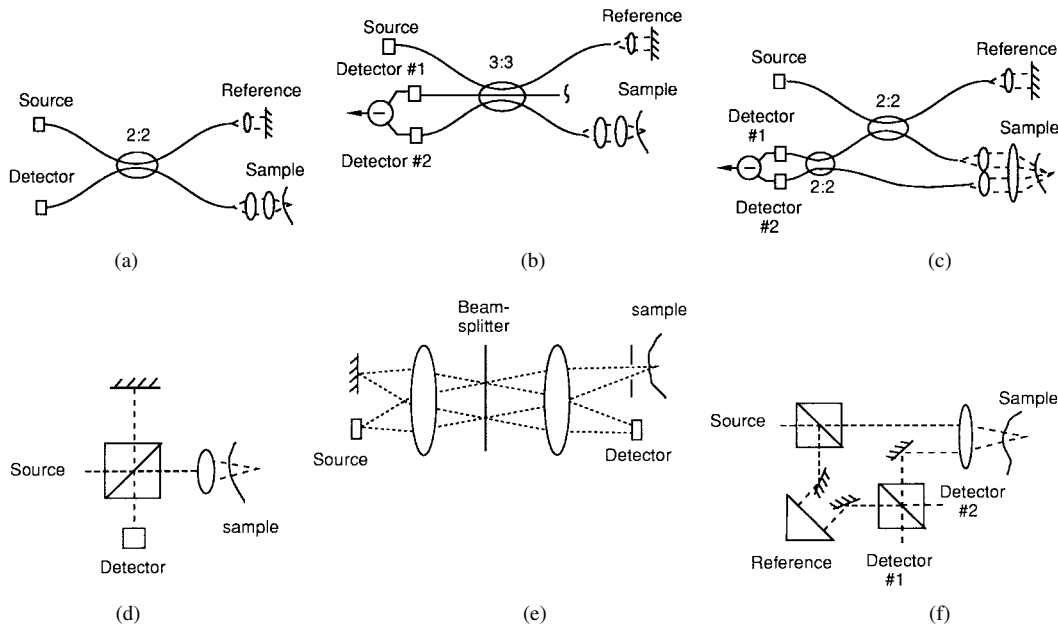 Source
2:2
Reference
Detector
Sample
(a)
Source
3:3
Reference
Detector #1
Sample
Detector #2
(b)
Source
2:2
Reference
Detector
#1
Sample
2:2
Detector
#2
(c)
Source
sample
Detector
(d)
Beam-
splitter
sample
Source
Detector
(e)
Source
Sample
Detector
#2
Reference
Detector
#1
(f)